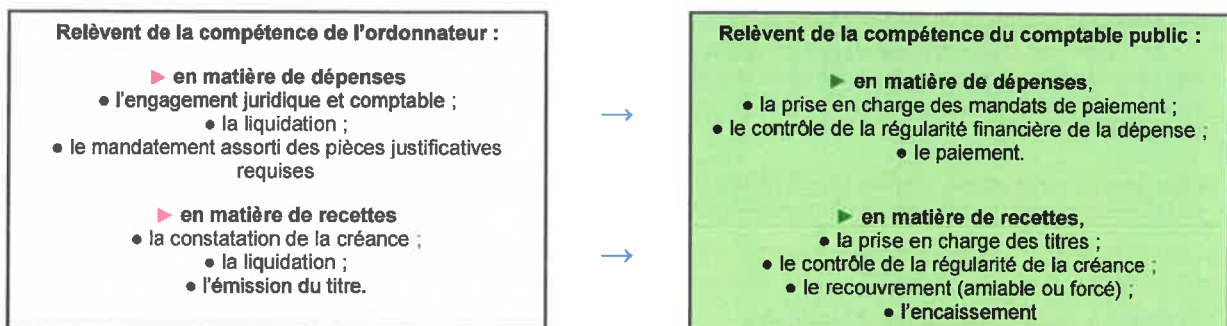 Relèvent de la compétence de l'ordonnateur :
► en matière de dépenses
● l'engagement juridique et comptable ;
● la liquidation ;
● le mandatement assorti des pièces justificatives
requises
► en matière de recettes
● la constatation de la créance ;
● la liquidation ;
● l'émission du titre.
→
→
Relèvent de la compétence du comptable public :
► en matière de dépenses,
● la prise en charge des mandats de paiement ;
● le contrôle de la régularité financière de la dépense ;
● le paiement.
► en matière de recettes,
● la prise en charge des titres ;
● le contrôle de la régularité de la créance ;
● le recouvrement (amiable ou forcé) ;
● l'encaissement